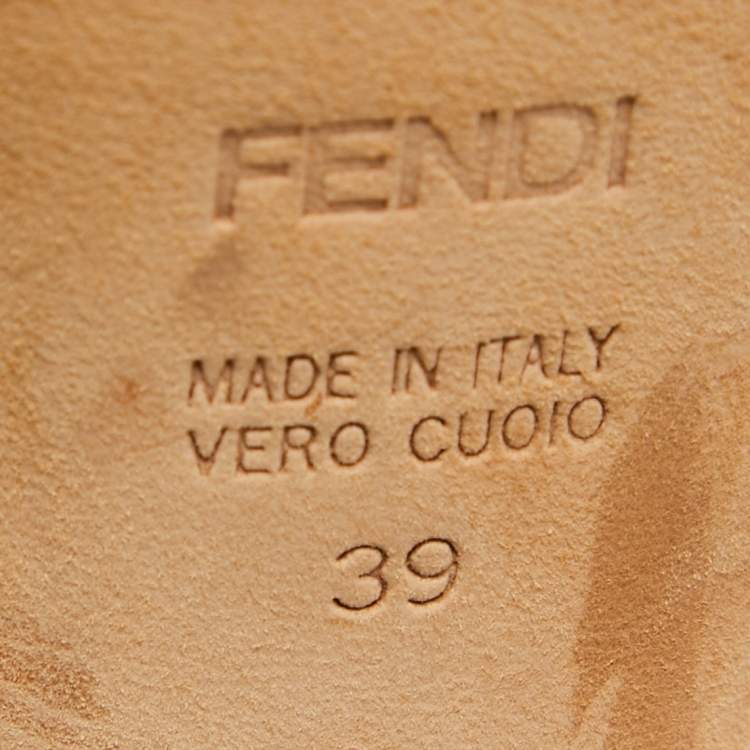 FENDI
MADE IN ITALY
VERO CUOIO
39